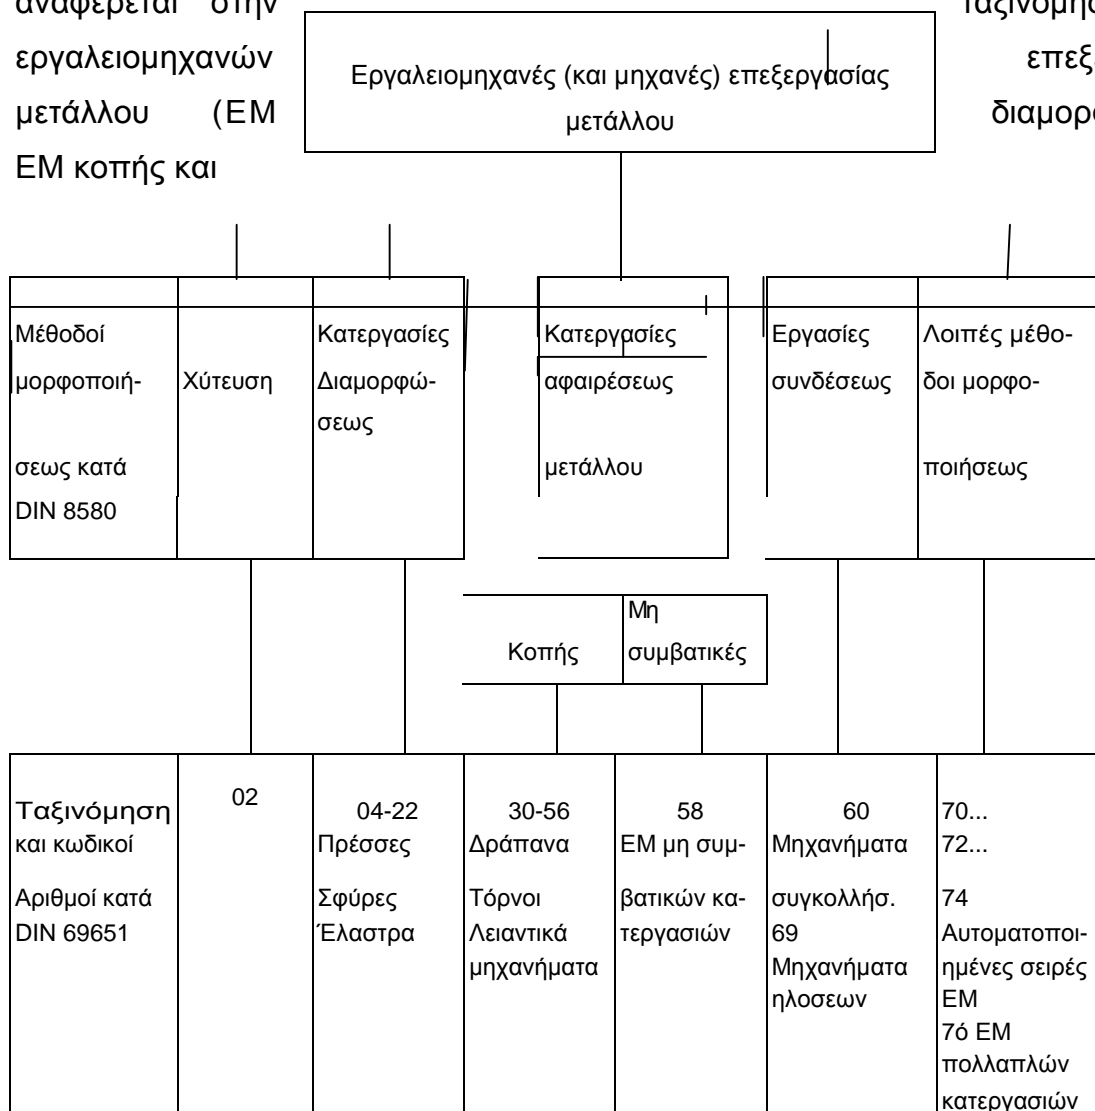 αναφέρεται στην
εργαλειομηχανών
μετάλλου (ΕΜ
ΕΜ κοπής και
Εργαλειομηχανές (και μηχανές) επεξεργασίας
μετάλλου
Μέθοδοί
μορφοποιή-
σεως κατά
DIN 8580
Χύτευση
Κατεργασίες
Διαμορφώ-
σεως
Κατεργασίες
αφαιρέσεως
μετάλλου
Εργασίες
συνδέσεως
Λοιπές μέθο-
δοι μορφο-
ποιήσεως
Κοπής
Μη
συμβατικές
Ταξινόμηση
και κωδικοί
Αριθμοί κατά
DIN 69651
02
04-22
Πρέσσες
Σφύρες
Έλαστρα
30-56
Δράπανα
Τόρνοι
Λειαντικά
μηχανήματα
58
ΕΜ μη συμ-
βατικών κα-
τεργασιών
60
Μηχανήματα
συγκολλήσ.
69
Μηχανήματα
ηλοσεων
70...
72...
74
Αυτοματοποι-
ημένες σειρές
ΕΜ
7ό ΕΜ
πολλαπλών
κατεργασιών